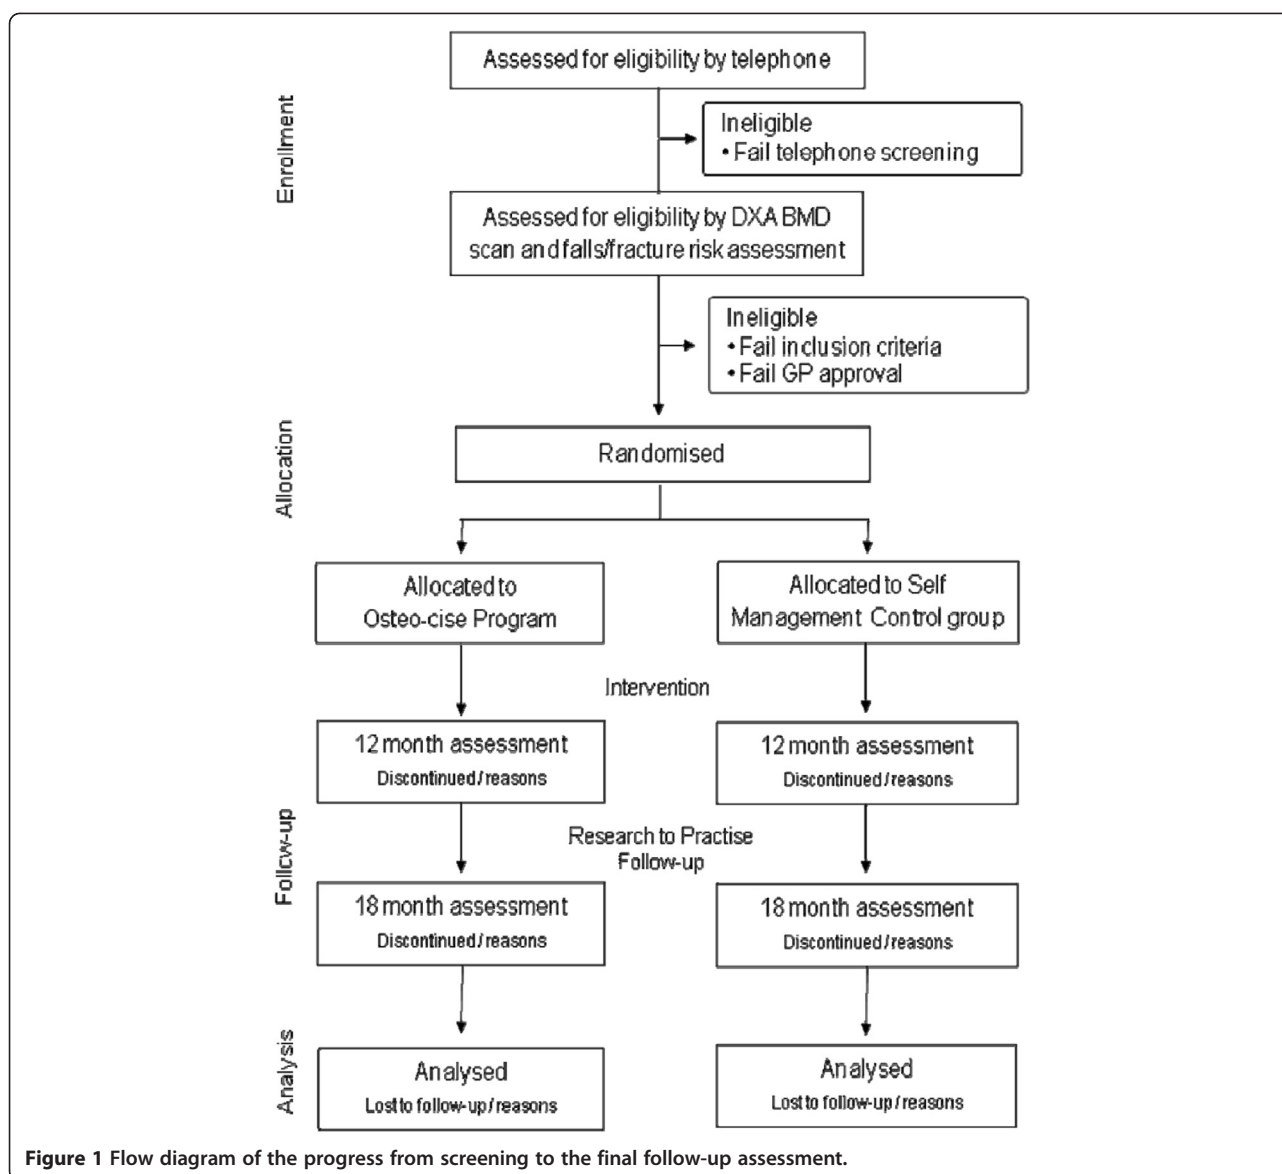 Assessed for eligibility by telephone
Enrollment
Ineligible
• Fail telephone screening
Assessed for eligibility by DXA BMD
scan and falls/fracture risk assessment
Ineligible
• Fail inclusion criteria
• Fail GP approval
Allocation
Randomised
Allocated to
Osteo-cise Program
Allocated to Self
Management Control group
Intervention
12 month assessment
Discontinued/reasons
12 month assessment
Discontinued/reasons
Follow-up
Research to Practise
Follow-up
18 month assessment
Discontinued/reasons
18 month assessment
Discontinued/reasons
Analysis
Analysed
Lost to follow-up/reasons
Analysed
Lost to follow-up/reasons
Figure 1 Flow diagram of the progress from screening to the final follow-up assessment.